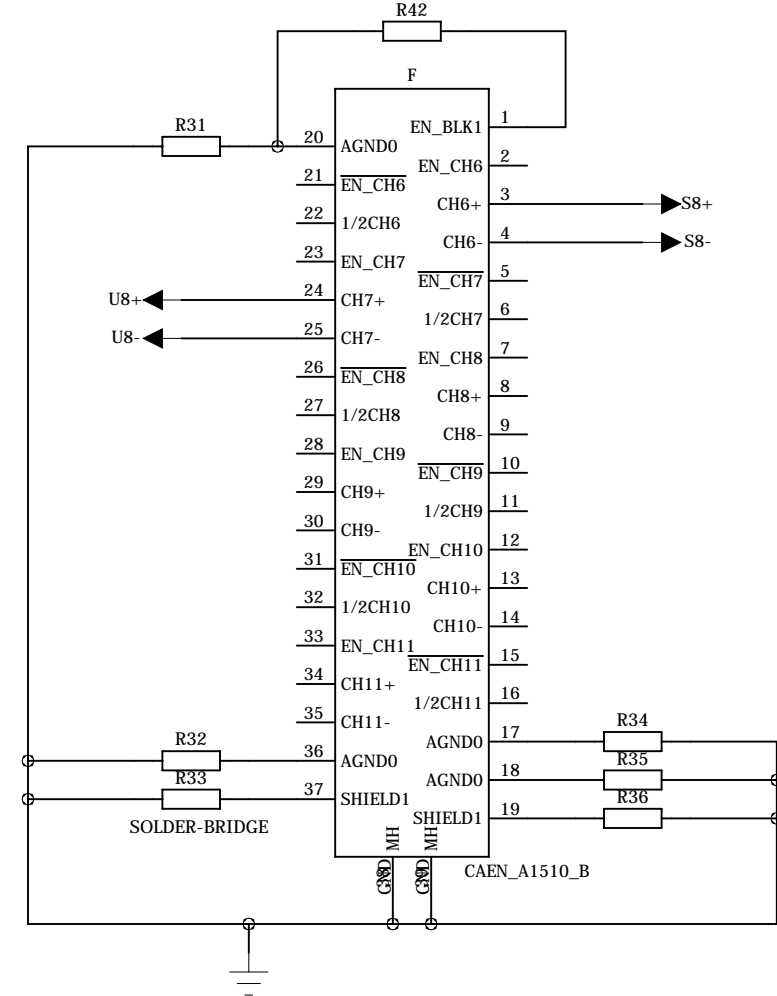 R42
F
R31
20 AGND0
EN_BLK1 1
21 EN_CH6
EN_CH6 2
22 1/2CH6
CH6+ 3 S8+
23 EN_CH7
CH6- 4 S8-
U8+ 24 CH7+
EN_CH7 5
U8- 25 CH7-
1/2CH7 6
26 EN_CH8
EN_CH8 7
27 1/2CH8
CH8+ 8
28 EN_CH9
CH8- 9
29 CH9+
EN_CH9 10
30 CH9-
1/2CH9 11
31 EN_CH10
EN_CH10 12
32 1/2CH10
CH10+ 13
33 EN_CH11
CH10- 14
34 CH11+
EN_CH11 15
35 CH11-
1/2CH11 16
R32 36 AGND0
AGND0 17 R34
R33 37 SHIELD1
AGND0 18 R35
SOLDER-BRIDGE
SHIELD1 19 R36
MH MH
GND GND
CAEN_A1510_B